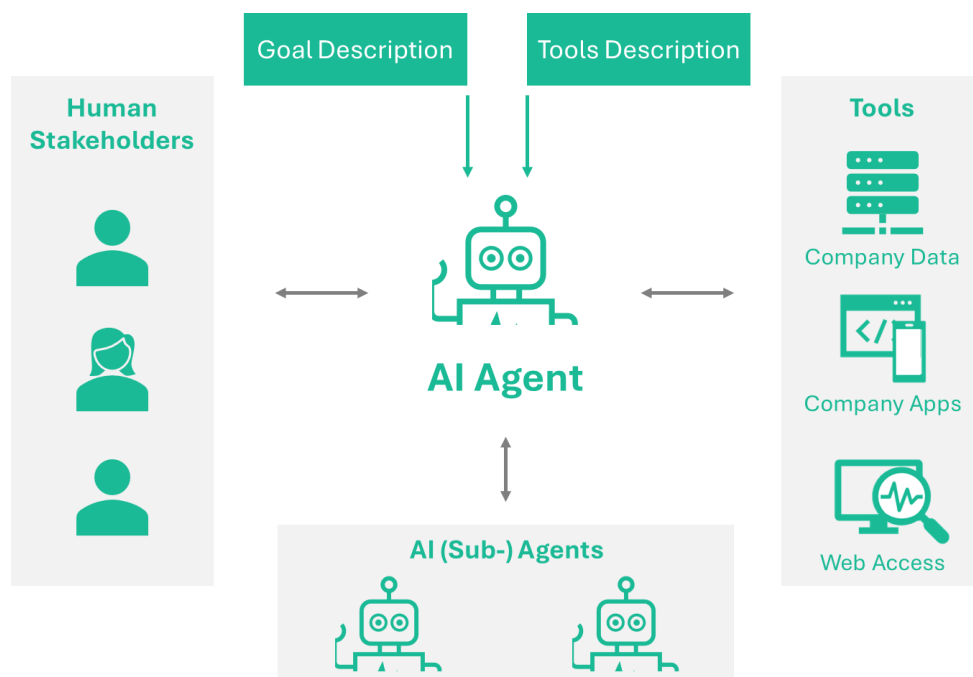 Goal Description
Tools Description
Human
Stakeholders
Tools
Company Data
</>
Company Apps
AI Agent
Web Access
AI (Sub-) Agents